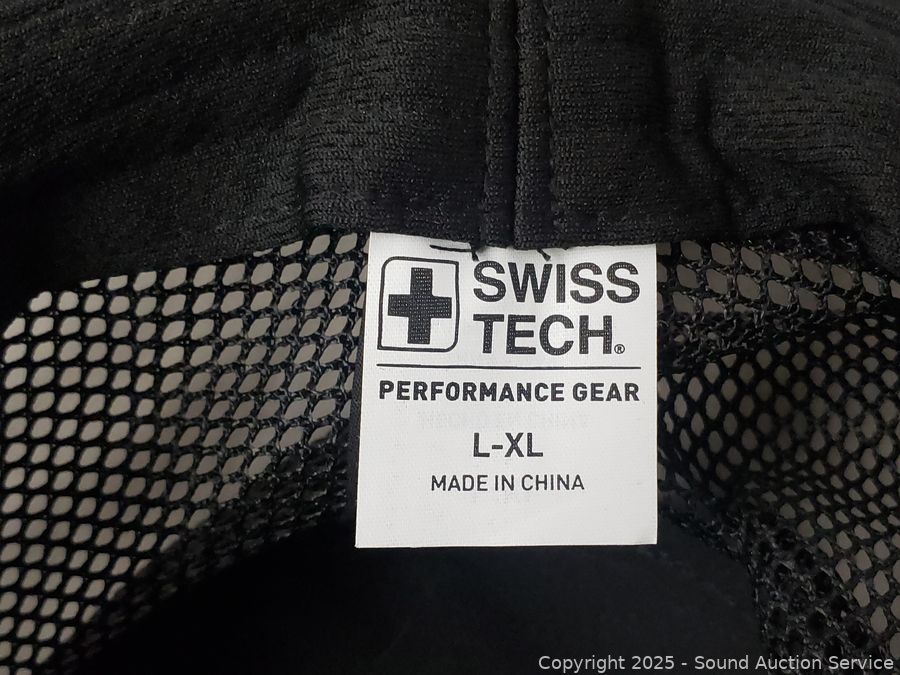 SWISS
TECH®
PERFORMANCE GEAR
L-XL
MADE IN CHINA
Copyright 2025 - Sound Auction Service